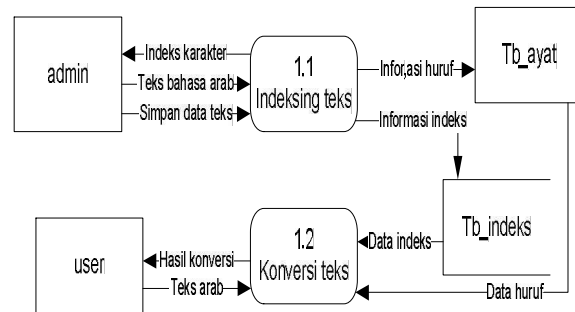 admin
Indeks karakter
Teks bahasa arab
Simpan data teks
1.1
Indeksing teks
Infor,asi huruf
Informasi indeks
Tb_ayat
Tb_indeks
user
Hasil konversi
Teks arab
1.2
Konversi teks
Data indeks
Data huruf